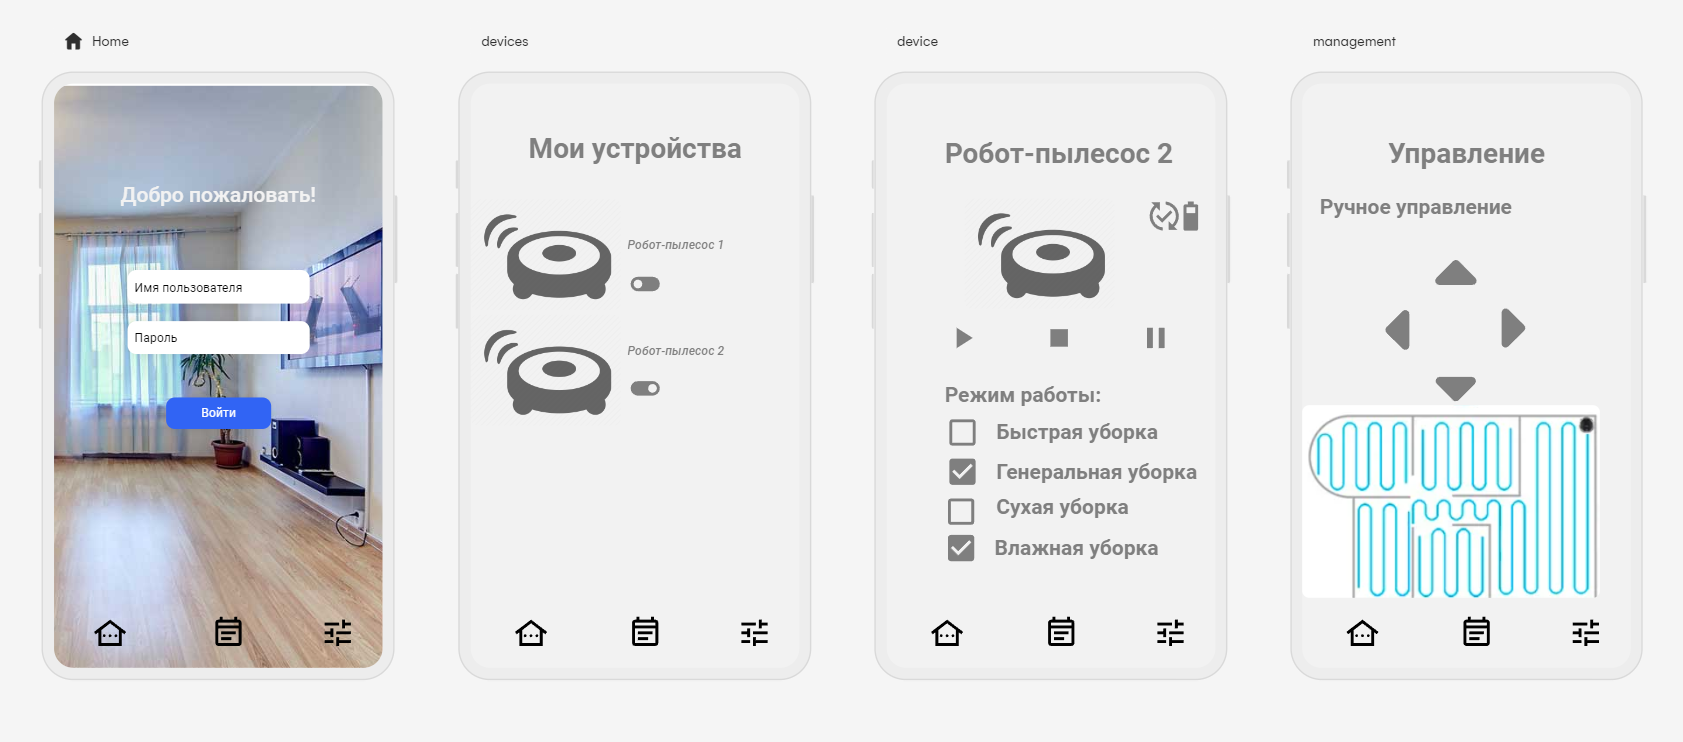 Home
Добро пожаловать!
Имя пользователя
Пароль
Войти
devices
Мои устройства
Робот-пылесос 1
Робот-пылесос 2
device
Робот-пылесос 2
Режим работы:
Быстрая уборка
Генеральная уборка
Сухая уборка
Влажная уборка
management
Управление
Ручное управление